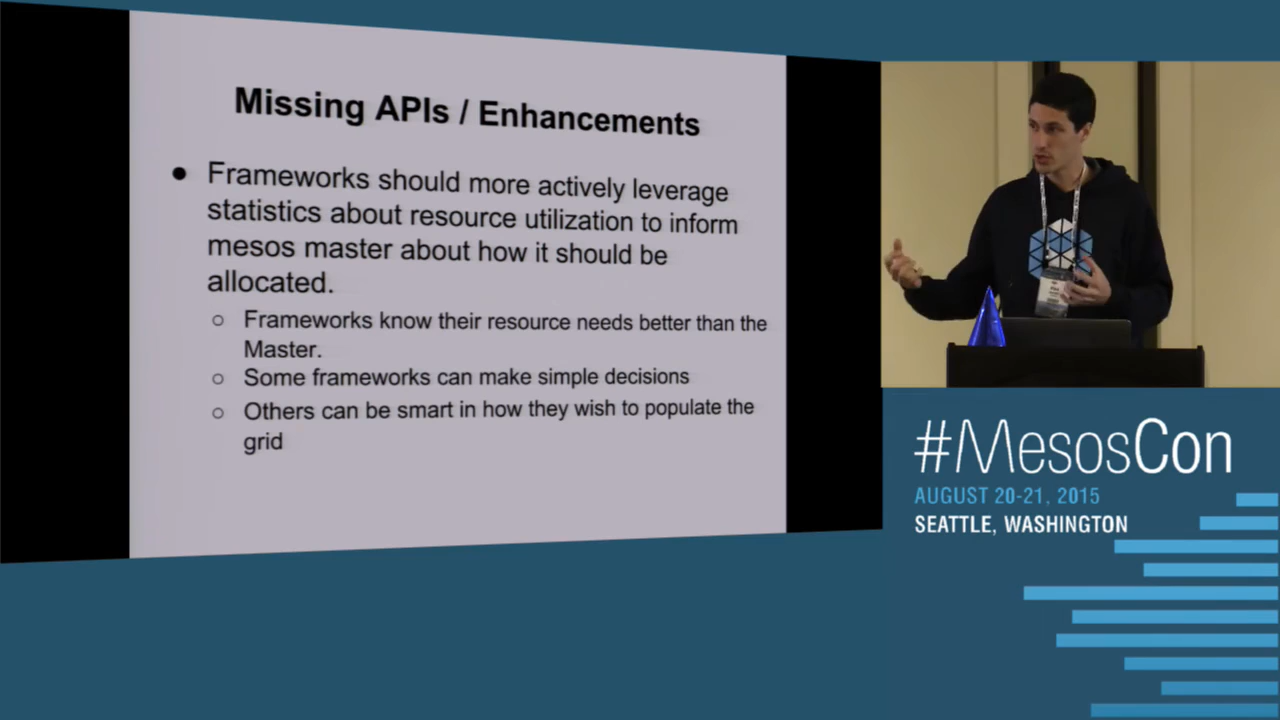 Missing APIs / Enhancements
● Frameworks should more actively leverage
statistics about resource utilization to inform
mesos master about how it should be
allocated.
○ Frameworks know their resource needs better than the
Master.
○ Some frameworks can make simple decisions
○ Others can be smart in how they wish to populate the
grid
#MesosCon
AUGUST 20-21, 2015
SEATTLE, WASHINGTON